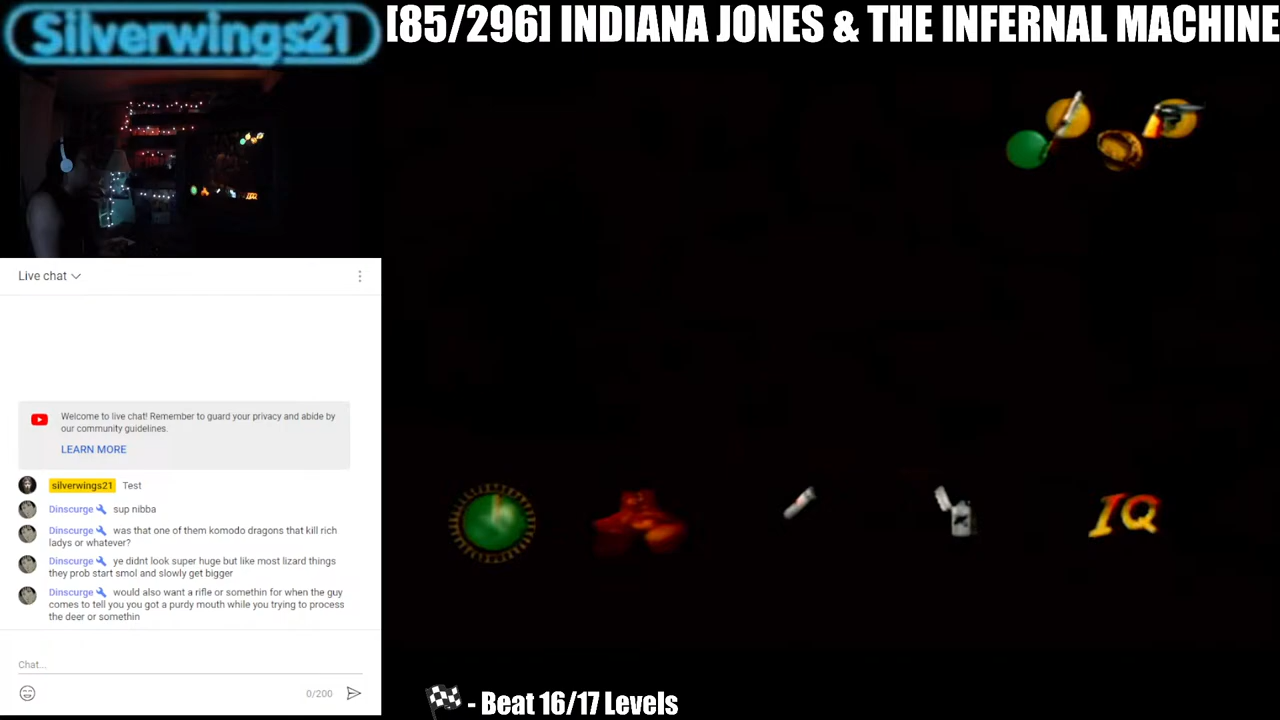 Silverwings21
[85/296] INDIANA JONES & THE INFERNAL MACHINE
Live chat
Welcome to live chat! Remember to guard your privacy and abide by
our community guidelines.
LEARN MORE
silverwings21 Test
Dinscurge sup nibba
Dinscurge was that one of them komodo dragons that kill rich
ladys or whatever?
Dinscurge ye didnt look super huge but like most lizard things
they prob start smol and slowly get bigger
Dinscurge would also want a rifle or somethin for when the guy
comes to tell you you got a purdy mouth while you trying to process
the deer or somethin
Chat...
0/200
IQ
- Beat 16/17 Levels